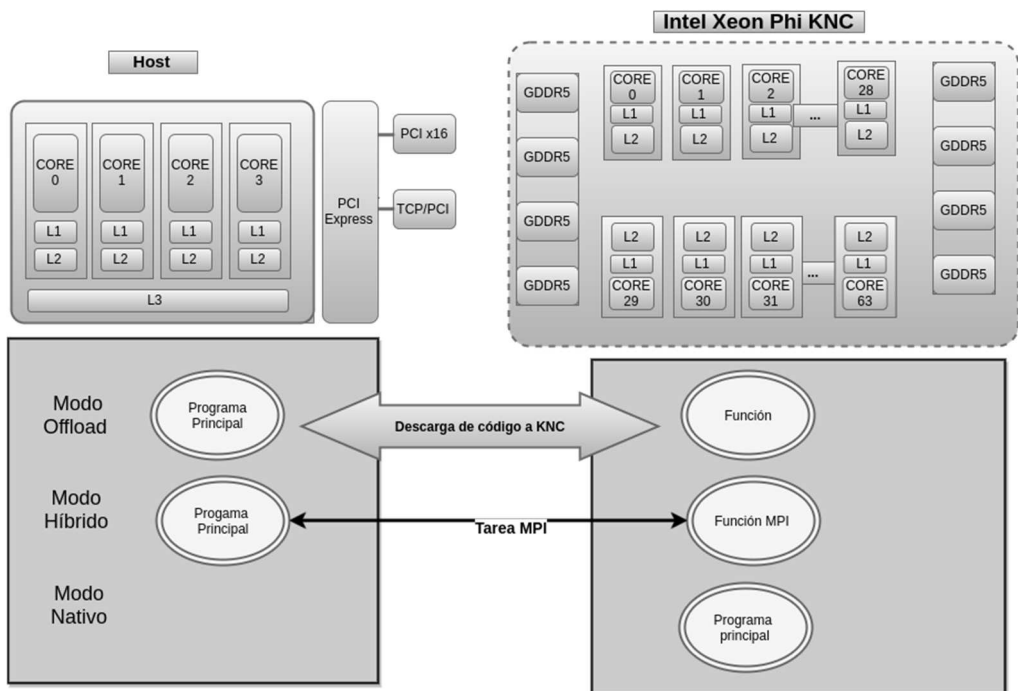 Intel Xeon Phi KNC
Host
CORE
0
L1
L2
CORE
1
L1
L2
CORE
2
L1
L2
CORE
3
L1
L2
L3
PCI
Express
PCI x16
TCP/PCI
GDDR5
GDDR5
GDDR5
GDDR5
CORE
0
L1
L2
CORE
1
L1
L2
CORE
2
L1
L2
...
CORE
28
L1
L2
L2
L1
CORE
29
L2
L1
CORE
30
L2
L1
CORE
31
...
L2
L1
CORE
63
GDDR5
GDDR5
GDDR5
GDDR5
Modo
Offload
Programa
Principal
Descarga de código a KNC
Función
Modo
Híbrido
Progama
Principal
Tarea MPI
Función MPI
Modo
Nativo
Programa
principal